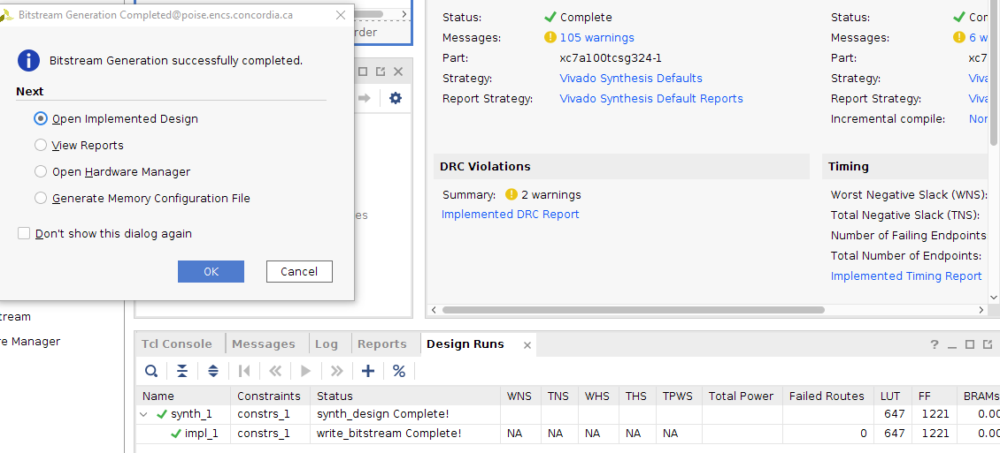 Bitstream Generation Completed@poise.encs.concordia.ca
Bitstream Generation successfully completed.
Next
Open Implemented Design
View Reports
Open Hardware Manager
Generate Memory Configuration File
Don't show this dialog again
OK Cancel
rder
es
tream
re Manager
Status: Complete
Messages: 105 warnings
Part: xc7a100tcsg324-1
Strategy: Vivado Synthesis Defaults
Report Strategy: Vivado Synthesis Default Reports
Status: Cor
Messages: 6 w
Part: xc7
Strategy: Viva
Report Strategy: Viva
Incremental compile: Nor
DRC Violations
Summary: 2 warnings
Implemented DRC Report
Timing
Worst Negative Slack (WNS):
Total Negative Slack (TNS):
Number of Failing Endpoints
Total Number of Endpoints:
Implemented Timing Report
Tcl Console Messages Log Reports Design Runs × ?
Name Constraints Status WNS TNS WHS THS TPWS Total Power Failed Routes LUT FF BRAMs
synth_1 constrs_1 synth_design Complete! 647 1221 0.00
impl_1 constrs_1 write_bitstream Complete! NA NA NA NA NA 0 647 1221 0.00